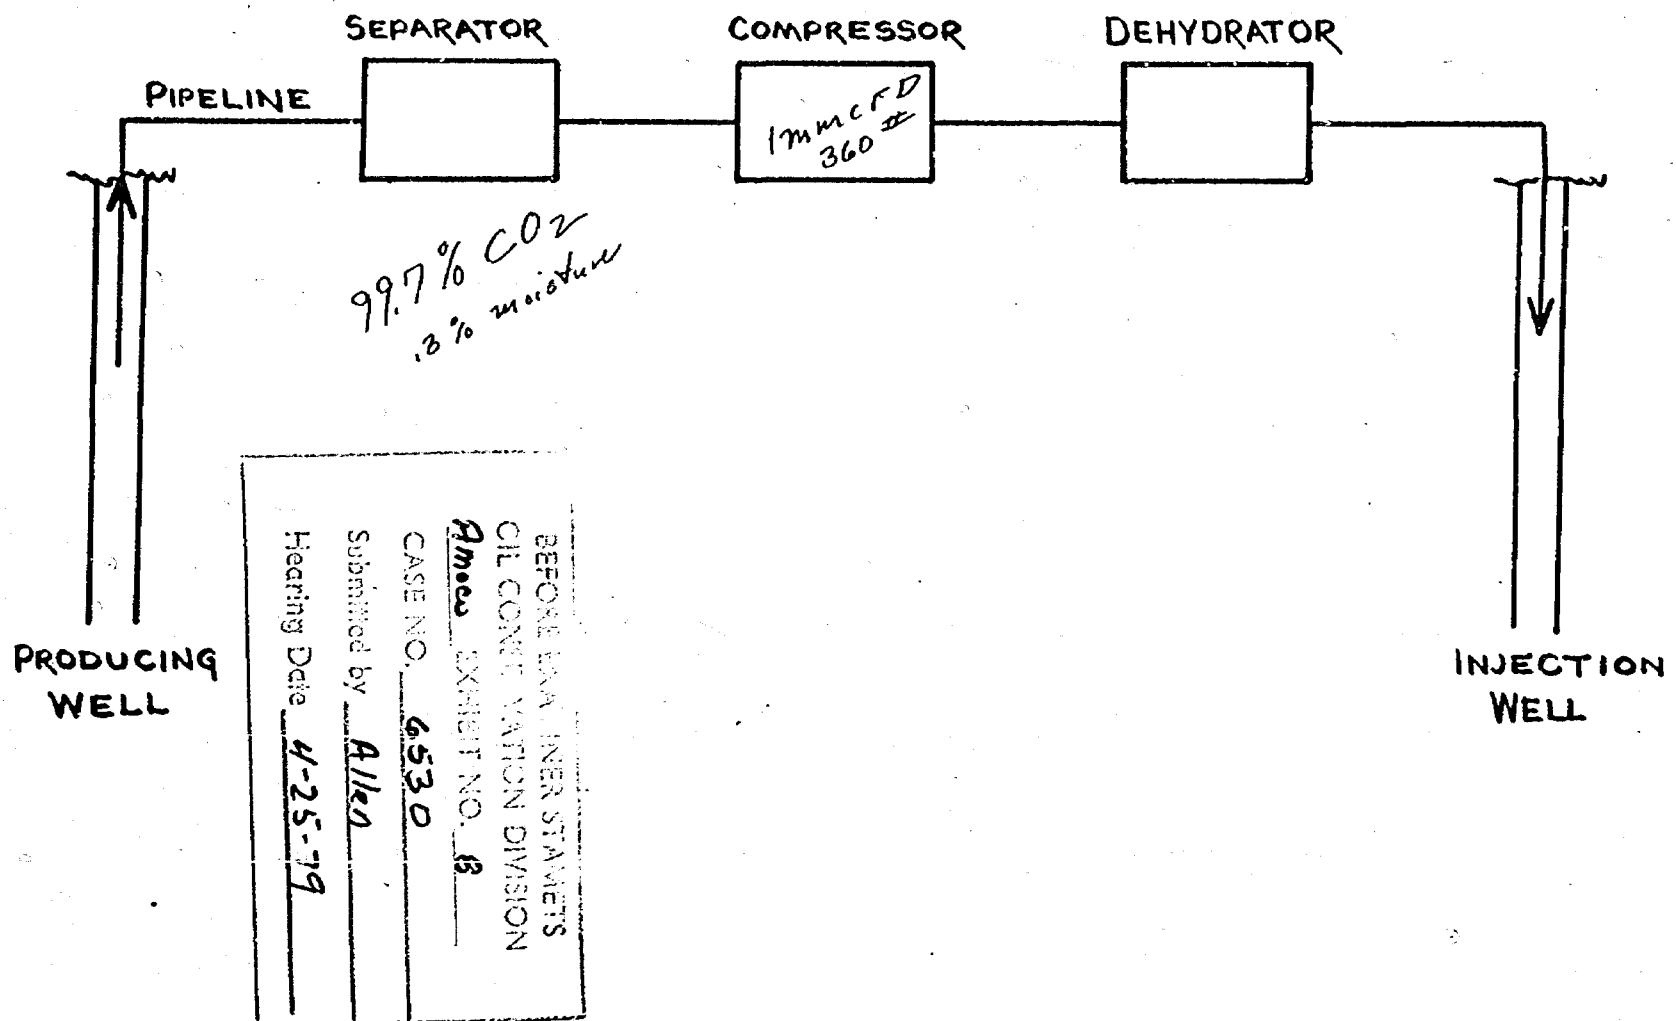 SEPARATOR
COMPRESSOR
DEHYDRATOR
PIPELINE
1mmcFD
360 #
99.7% CO2
.3% moisture
PRODUCING
WELL
INJECTION
WELL
BEFORE EXAMINER STAMETS
OIL CONSERVATION DIVISION
Amoco EXHIBIT NO. 8
CASE NO. 6530
Submitted by Allen
Hearing Date 4-25-79